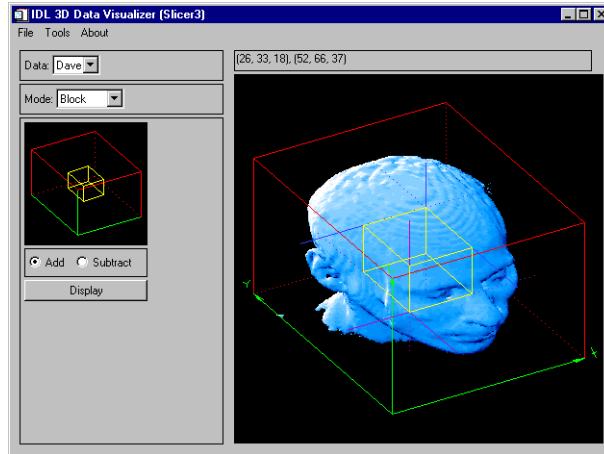 IDL 3D Data Visualizer (Slicer3)
File Tools About
Data: Dave
(26, 33, 18), (52, 66, 37)
Mode: Block
Add Subtract
Display
Y
X